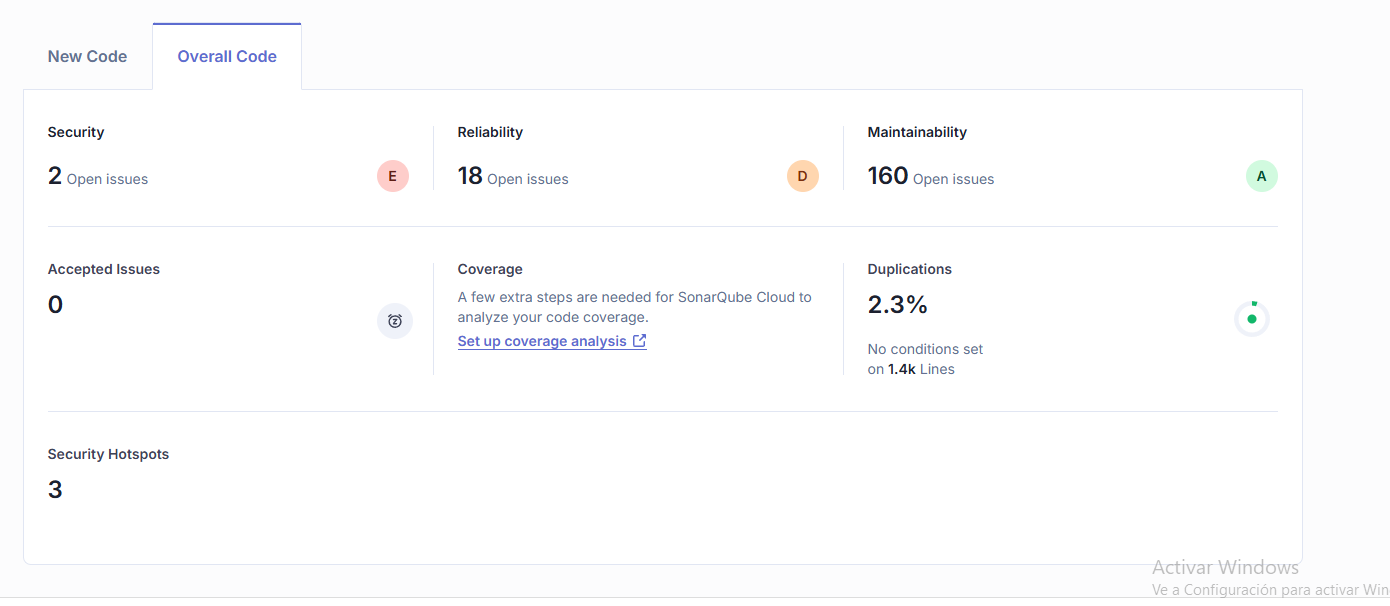 New Code
Overall Code
Security
2 Open issues
E
Reliability
18 Open issues
D
Maintainability
160 Open issues
A
Accepted Issues
0
Coverage
A few extra steps are needed for SonarQube Cloud to
analyze your code coverage.
Set up coverage analysis
Duplications
2.3%
No conditions set
on 1.4k Lines
Security Hotspots
3
Activar Windows
Ve a Configuración para activar Win